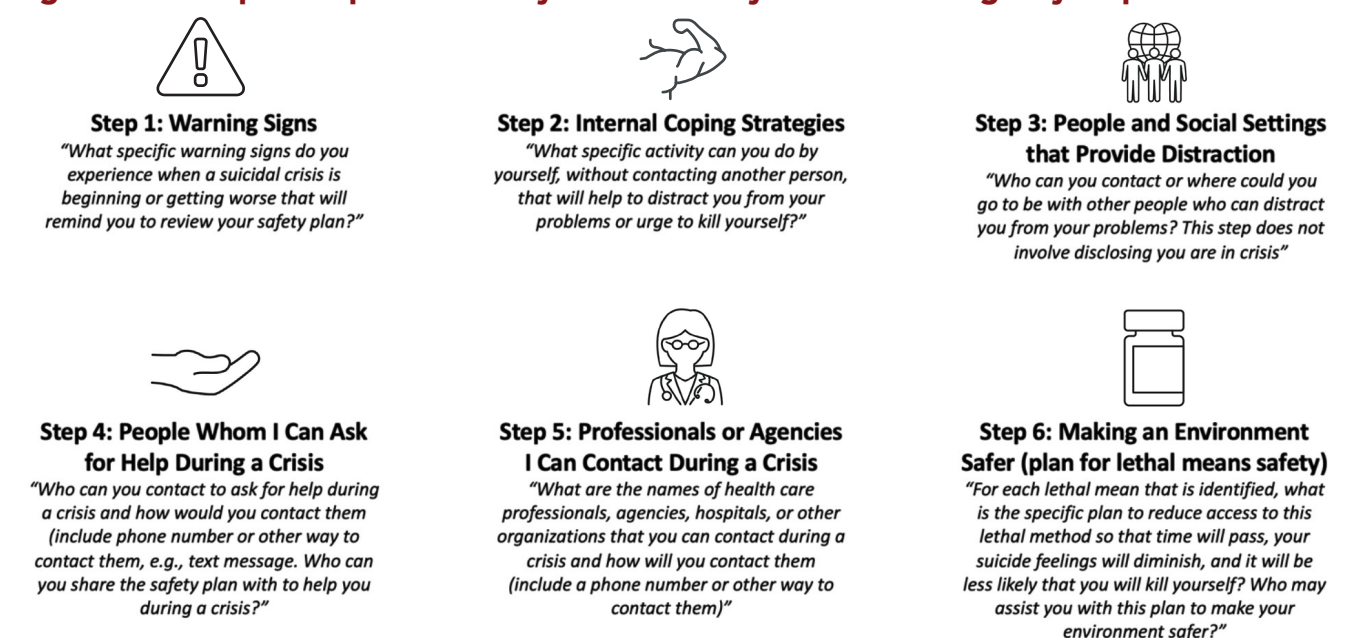 Step 1: Warning Signs
“What specific warning signs do you
experience when a suicidal crisis is
beginning or getting worse that will
remind you to review your safety plan?”
Step 2: Internal Coping Strategies
“What specific activity can you do by
yourself, without contacting another person,
that will help to distract you from your
problems or urge to kill yourself?”
Step 3: People and Social Settings
that Provide Distraction
“Who can you contact or where could you
go to be with other people who can distract
you from your problems? This step does not
involve disclosing you are in crisis”
Step 4: People Whom I Can Ask
for Help During a Crisis
“Who can you contact to ask for help during
a crisis and how would you contact them
(include phone number or other way to
contact them, e.g., text message. Who can
you share the safety plan with to help you
during a crisis?”
Step 5: Professionals or Agencies
I Can Contact During a Crisis
“What are the names of health care
professionals, agencies, hospitals, or other
organizations that you can contact during a
crisis and how will you contact them
(include a phone number or other way to
contact them)”
Step 6: Making an Environment
Safer (plan for lethal means safety)
“For each lethal mean that is identified, what
is the specific plan to reduce access to this
lethal method so that time will pass, your
suicide feelings will diminish, and it will be
less likely that you will kill yourself? Who may
assist you with this plan to make your
environment safer?”